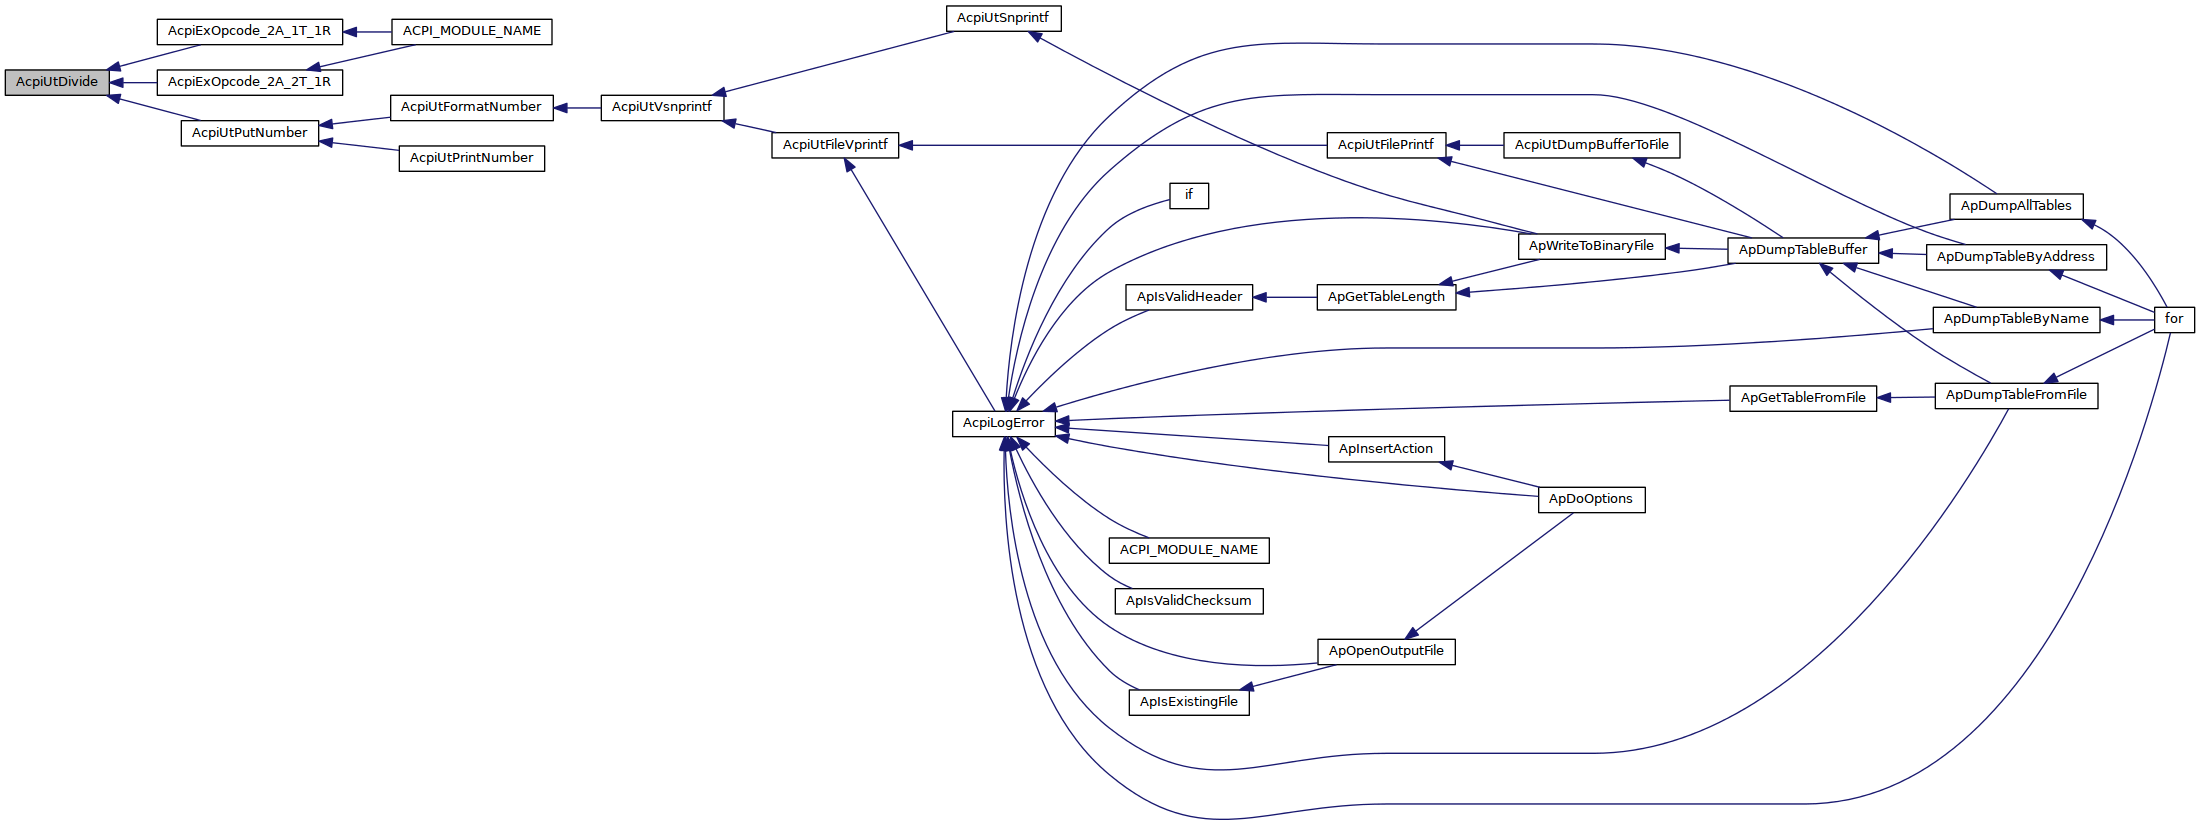 AcpiUtSnprintf
AcpiExOpcode_2A_1T_1R
ACPI_MODULE_NAME
AcpiUtDivide
AcpiExOpcode_2A_2T_1R
AcpiUtFormatNumber
AcpiUtVsnprintf
AcpiUtPutNumber
AcpiUtFileVprintf
AcpiUtFilePrintf
AcpiUtDumpBufferToFile
AcpiUtPrintNumber
if
ApDumpAllTables
ApWriteToBinaryFile
ApDumpTableBuffer
ApDumpTableByAddress
ApIsValidHeader
ApGetTableLength
ApDumpTableByName
for
ApGetTableFromFile
ApDumpTableFromFile
AcpiLogError
ApInsertAction
ApDoOptions
ACPI_MODULE_NAME
ApIsValidChecksum
ApOpenOutputFile
ApIsExistingFile